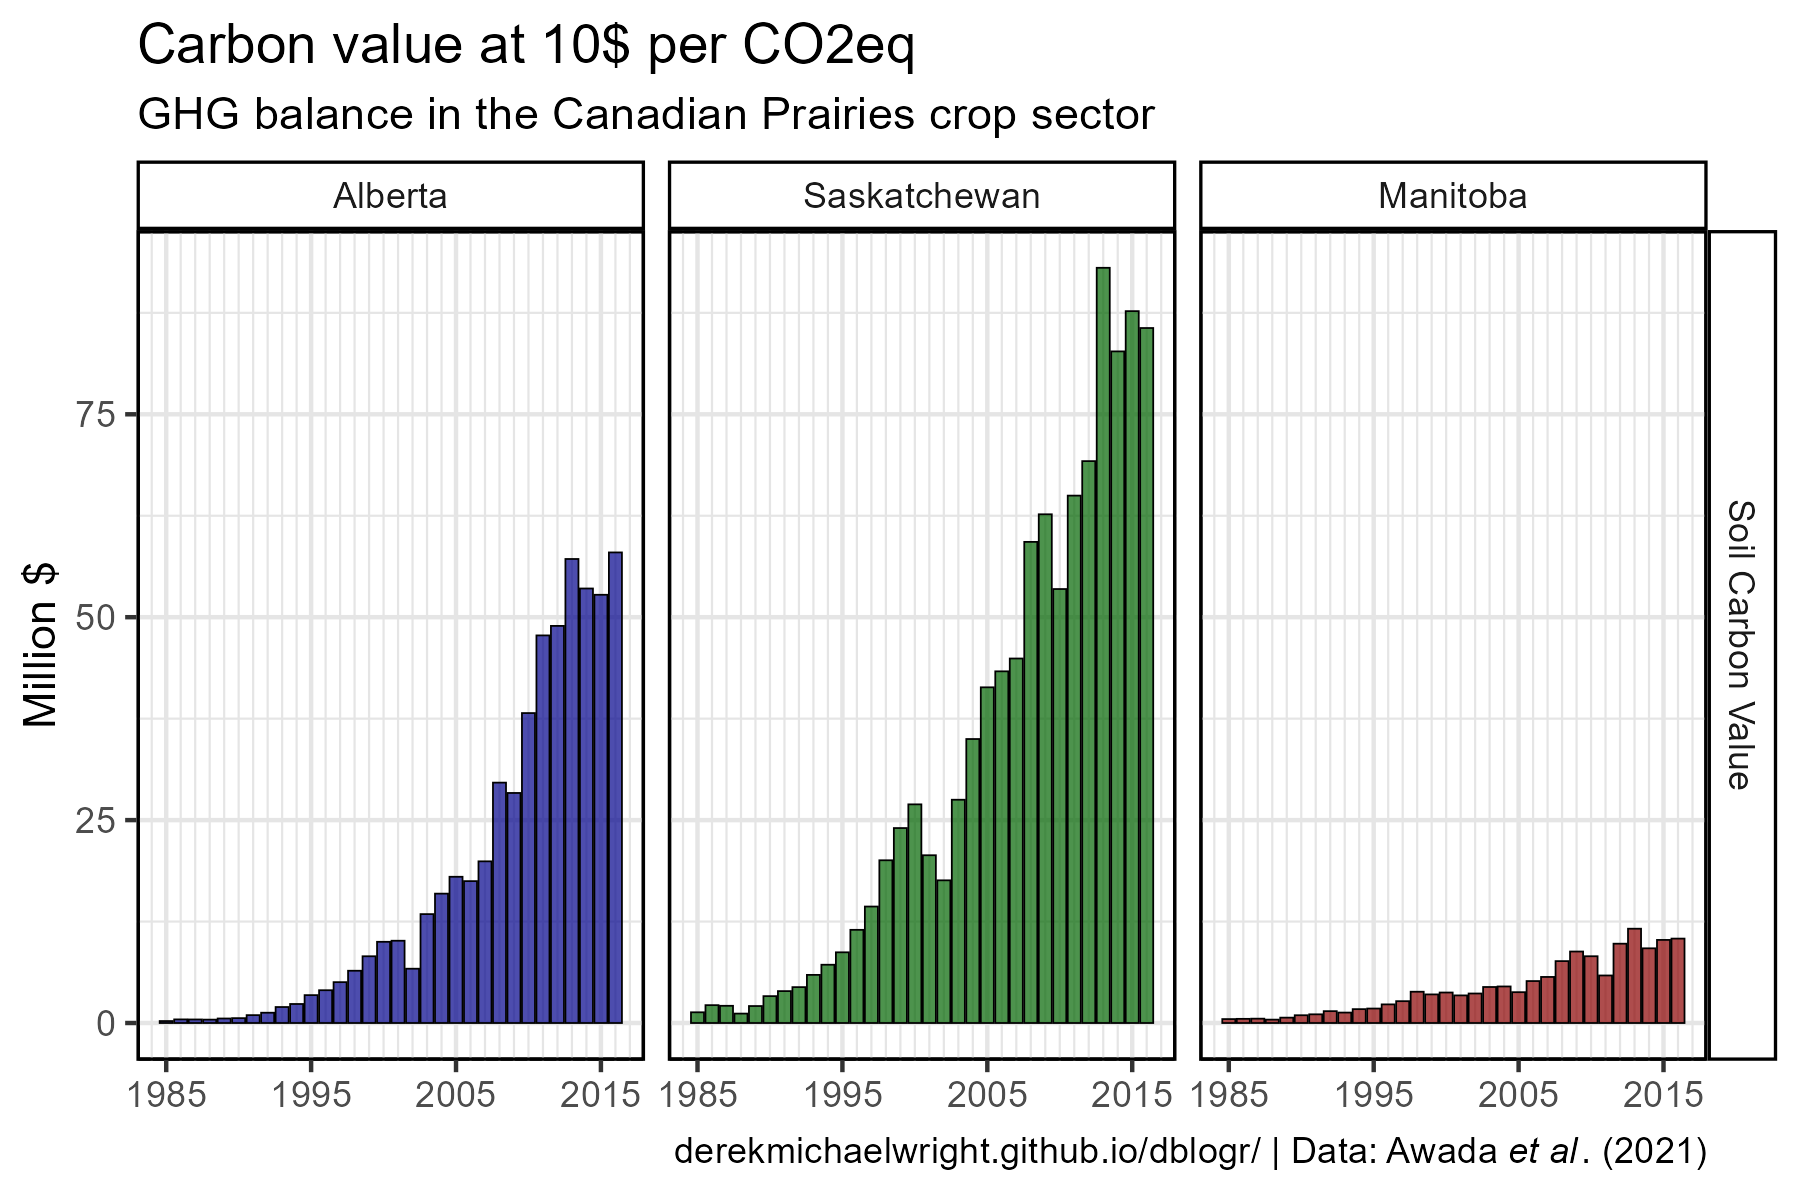 Carbon value at 10$ per CO2eq
GHG balance in the Canadian Prairies crop sector
Alberta
Saskatchewan
Manitoba
Soil Carbon Value
Million $
75
50
25
0
1985 1995 2005 2015
1985 1995 2005 2015
1985 1995 2005 2015
derekmichaelwright.github.io/dblogr/ | Data: Awada et al. (2021)